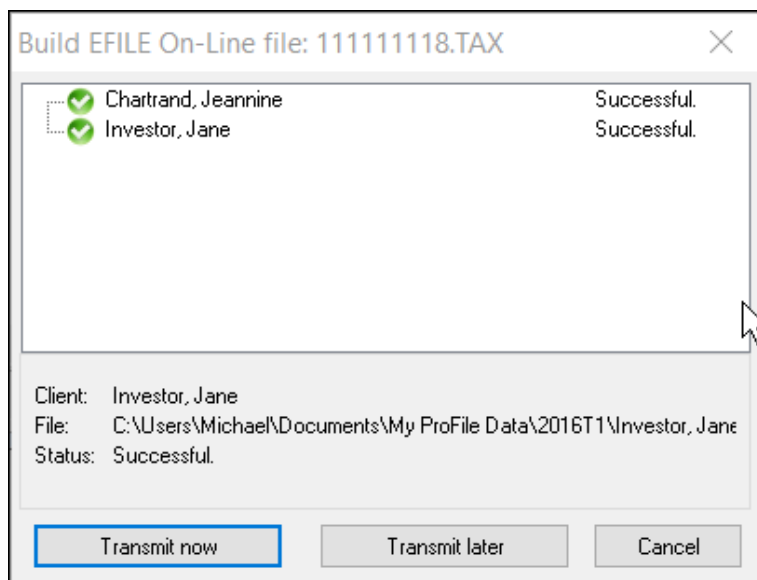 Build EFILE On-Line file: 111111118.TAX
Chartrand, Jeannine Successful.
Investor, Jane Successful.
Client: Investor, Jane
File: C:\Users\Michael\Documents\My ProFile Data\2016T1\Investor, Jane
Status: Successful.
Transmit now Transmit later Cancel